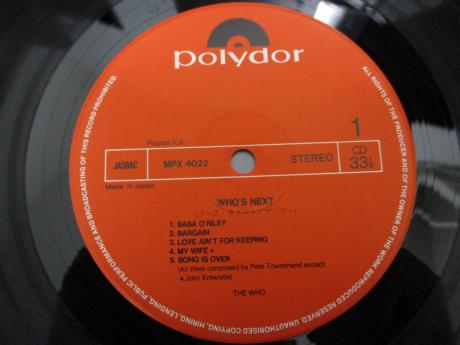 polydor
Polydor K.K.
1
JASRAC
MPX 4022
STEREO
33⅓
Made in Japan
WHO'S NEXT
1. BABA O'RILEY
2. BARGAIN
3. LOVE AIN'T FOR KEEPING
4. MY WIFE +
5. SONG IS OVER
(All titles composed by Pete Townshend except
+ John Entwistle)
THE WHO
ALL RIGHTS OF THE PRODUCER AND OF THE OWNER OF THE WORK REPRODUCED RESERVED. UNAUTHORISED COPYING, HIRING, LENDING, PUBLIC PERFORMANCE AND BROADCASTING OF THIS RECORD PROHIBITED.